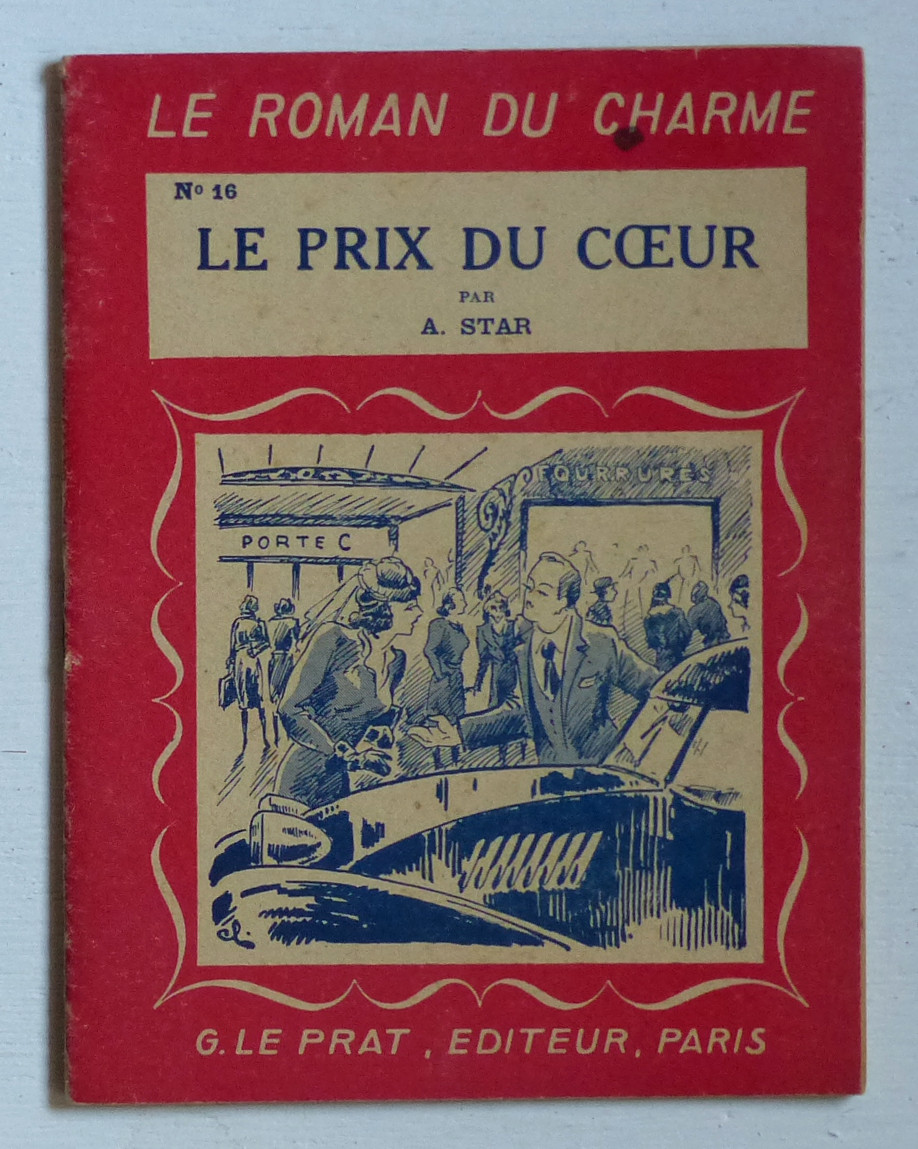 LE ROMAN DU CHARME
Nº 16
LE PRIX DU CŒUR
PAR
A. STAR
FOURRURES
PORTE C
G. LE PRAT, EDITEUR, PARIS